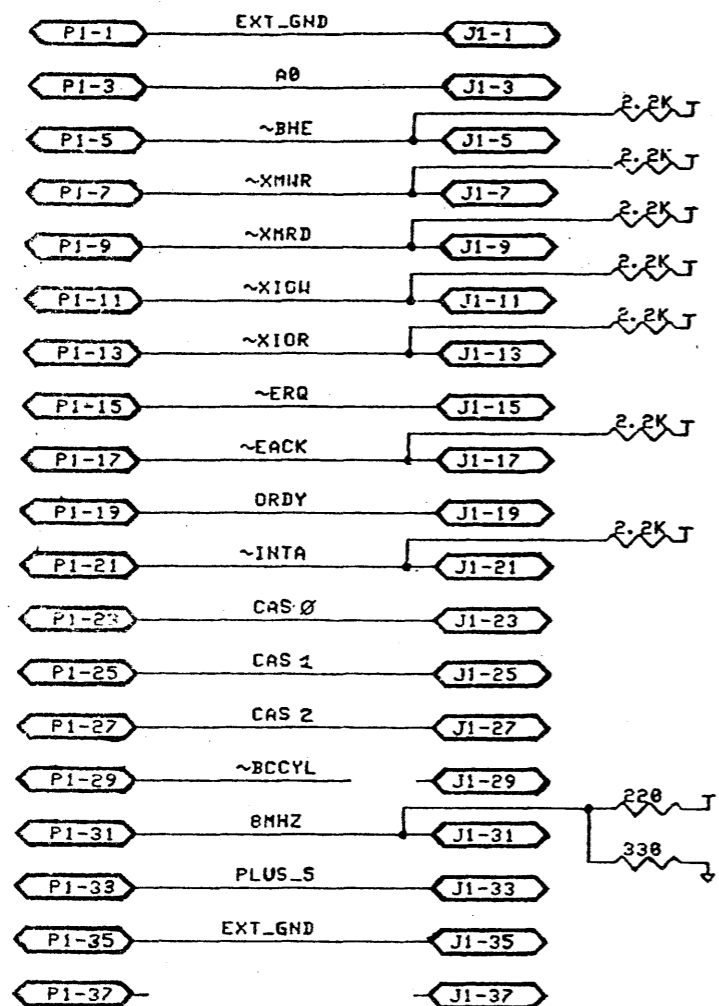 P1-1 EXT_GND J1-1
P1-3 A0 J1-3
2.2K
P1-5 ~BHE J1-5
2.2K
P1-7 ~XMWR J1-7
2.2K
P1-9 ~XMRD J1-9
2.2K
P1-11 ~XIOW J1-11
2.2K
P1-13 ~XIOR J1-13
P1-15 ~ERQ J1-15
2.2K
P1-17 ~EACK J1-17
P1-19 ORDY J1-19
2.2K
P1-21 ~INTA J1-21
P1-23 CAS 0 J1-23
P1-25 CAS 1 J1-25
P1-27 CAS 2 J1-27
P1-29 ~BCCYL J1-29
220
P1-31 8MHZ J1-31
330
P1-33 PLUS_5 J1-33
P1-35 EXT_GND J1-35
P1-37 J1-37